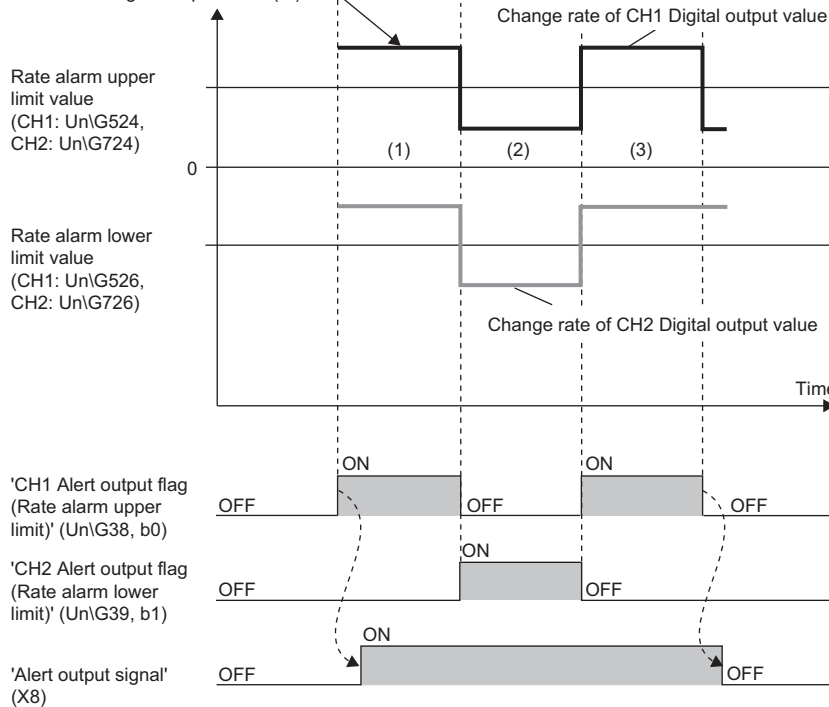 Change rate of CH1 Digital output value
Rate alarm upper
limit value
(CH1: Un\G524,
CH2: Un\G724)
(1)
(2)
(3)
0
Rate alarm lower
limit value
(CH1: Un\G526,
CH2: Un\G726)
Change rate of CH2 Digital output value
Time
ON
ON
'CH1 Alert output flag
(Rate alarm upper
limit)' (Un\G38, b0)
OFF
OFF
OFF
ON
'CH2 Alert output flag
(Rate alarm lower
limit)' (Un\G39, b1)
OFF
OFF
ON
'Alert output signal'
(X8)
OFF
OFF